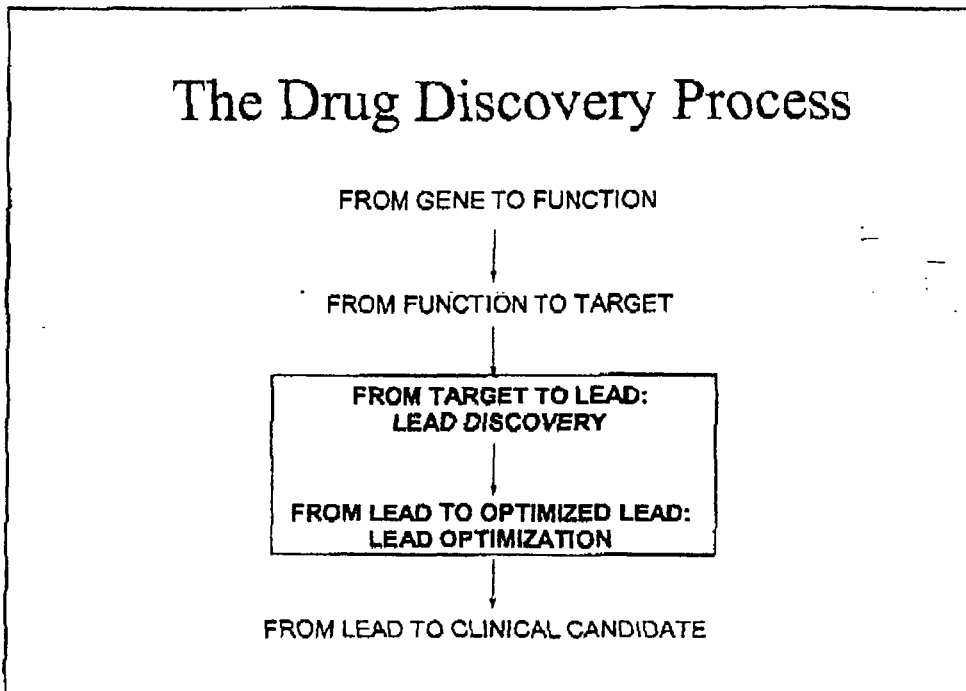 The Drug Discovery Process
FROM GENE TO FUNCTION
FROM FUNCTION TO TARGET
FROM TARGET TO LEAD:
LEAD DISCOVERY
FROM LEAD TO OPTIMIZED LEAD:
LEAD OPTIMIZATION
FROM LEAD TO CLINICAL CANDIDATE